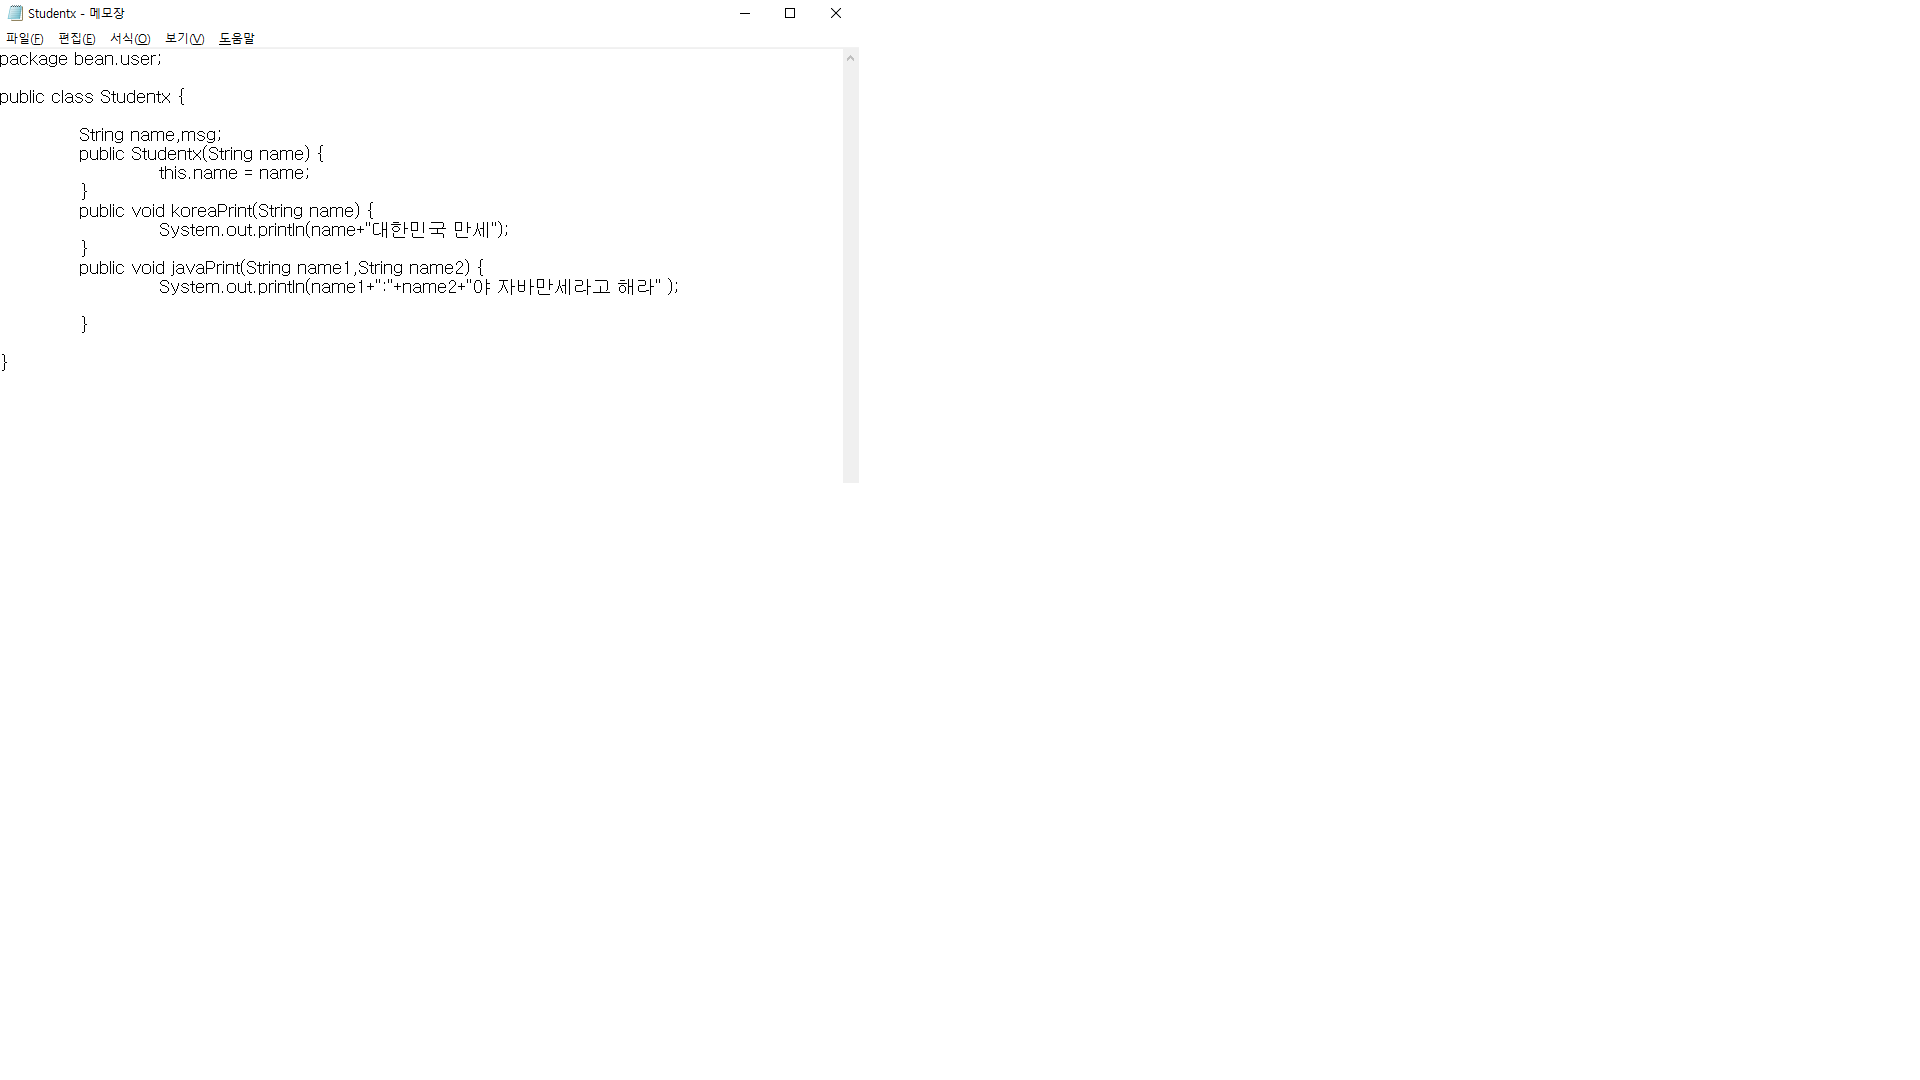 Studentx - 메모장
파일(F) 편집(E) 서식(O) 보기(V) 도움말
package bean.user;
public class Studentx {
String name,msg;
public Studentx(String name) {
this.name = name;
}
public void koreaPrint(String name) {
System.out.println(name+"대한민국 만세");
}
public void javaPrint(String name1,String name2) {
System.out.println(name1+":"+name2+"야 자바만세라고 해라" );
}
}